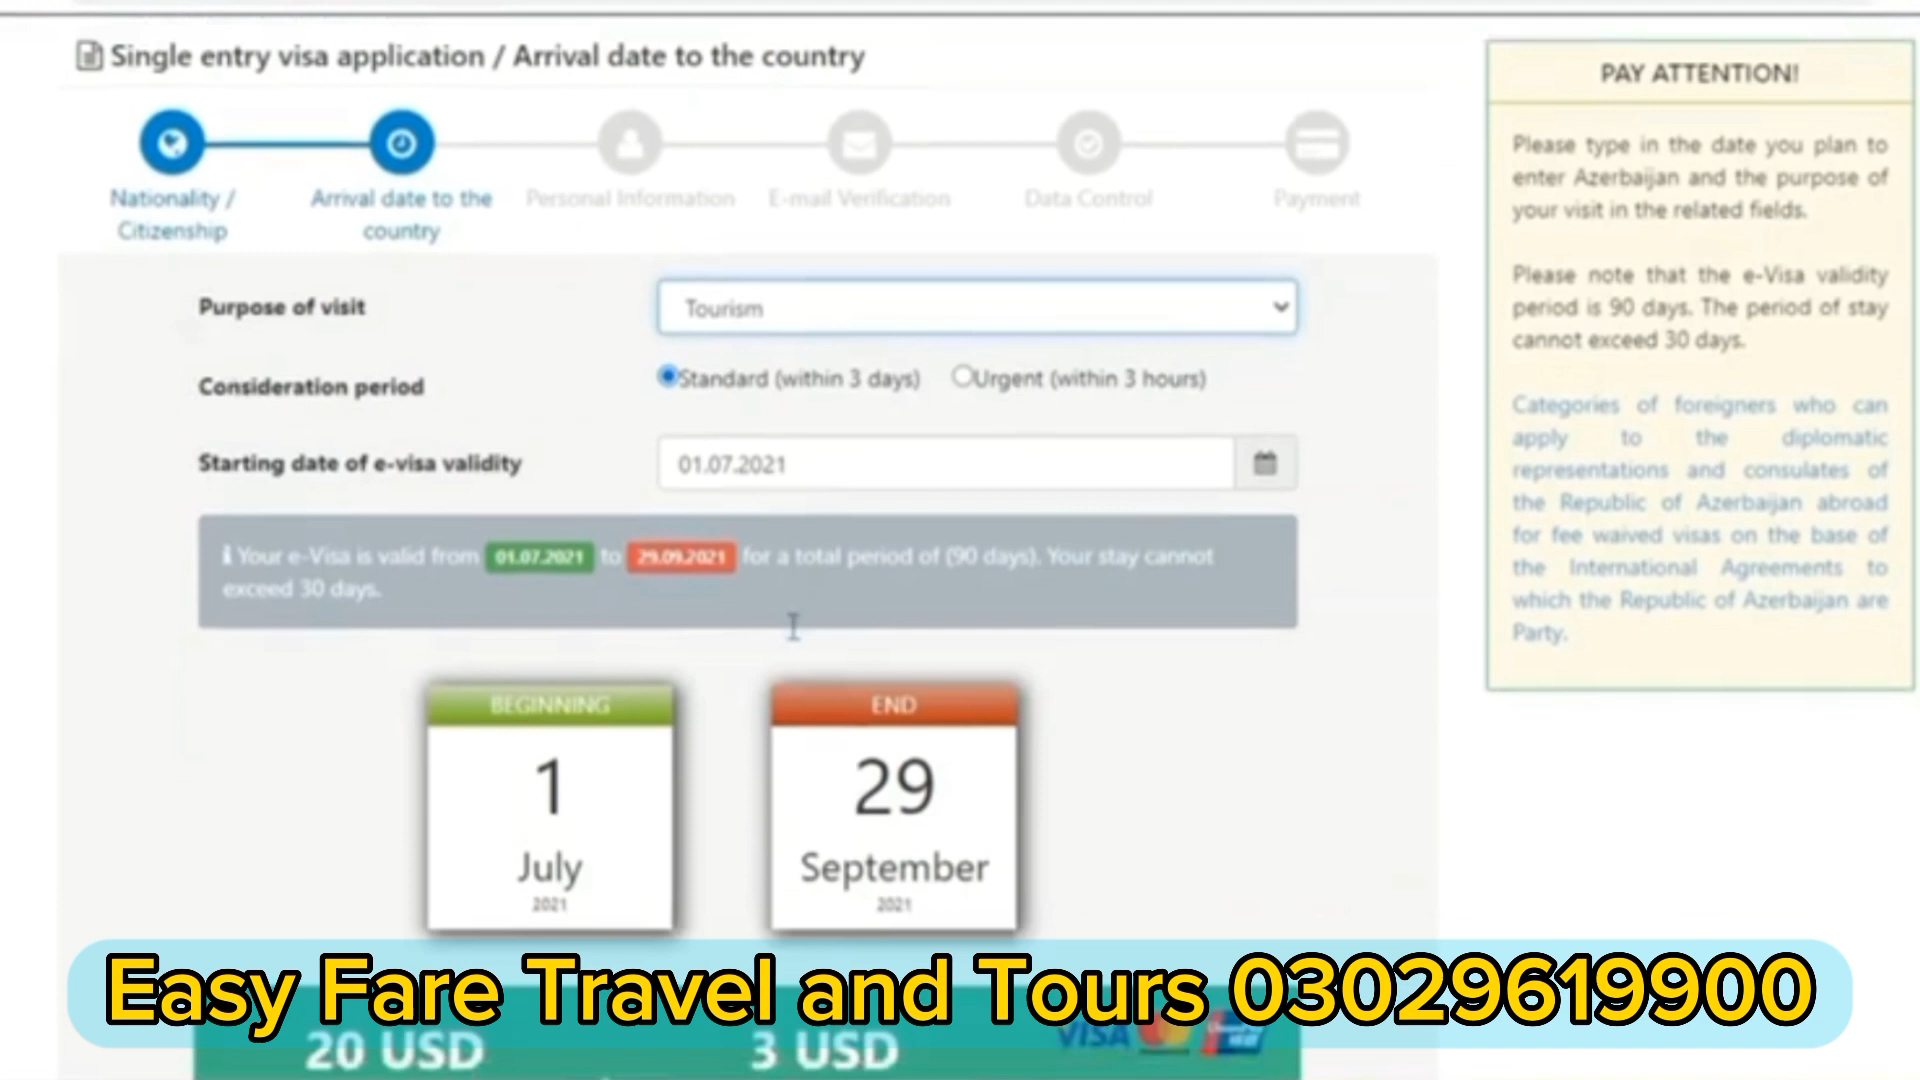 Single entry visa application / Arrival date to the country
Nationality /
Citizenship
Arrival date to the
country
Personal Information
E-mail Verification
Data Control
Payment
Purpose of visit
Tourism
Consideration period
Standard (within 3 days)
Urgent (within 3 hours)
Starting date of e-visa validity
01.07.2021
Your e-Visa is valid from 01.07.2021 to 29.09.2021 for a total period of (90 days). Your stay cannot
exceed 30 days.
BEGINNING
1
July
2021
END
29
September
2021
PAY ATTENTION!
Please type in the date you plan to
enter Azerbaijan and the purpose of
your visit in the related fields.
Please note that the e-Visa validity
period is 90 days. The period of stay
cannot exceed 30 days.
Categories of foreigners who can
apply to the diplomatic
representations and consulates of
the Republic of Azerbaijan abroad
for fee waived visas on the base of
the International Agreements to
which the Republic of Azerbaijan are
Party.
Easy Fare Travel and Tours 03029619900
20 USD
3 USD
VISA